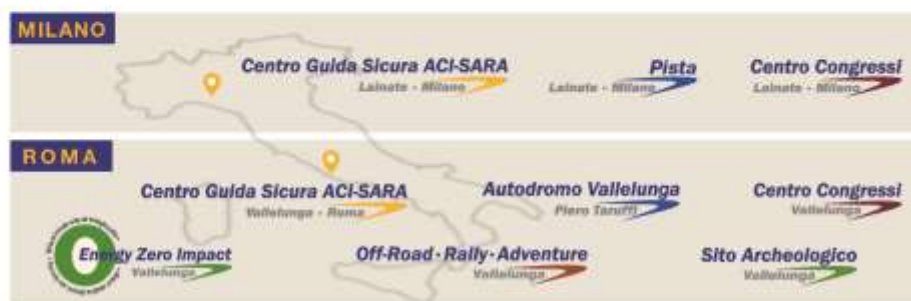 MILANO
Centro Guida Sicura ACI-SARA
Lainate - Milano
Pista
Lainate - Milano
Centro Congressi
Lainate - Milano
ROMA
Centro Guida Sicura ACI-SARA
Vallelunga - Roma
Autodromo Vallelunga
Piero Taruffi
Centro Congressi
Vallelunga
Energy Zero Impact
Vallelunga
Off-Road-Rally-Adventure
Vallelunga
Sito Archeologico
Vallelunga